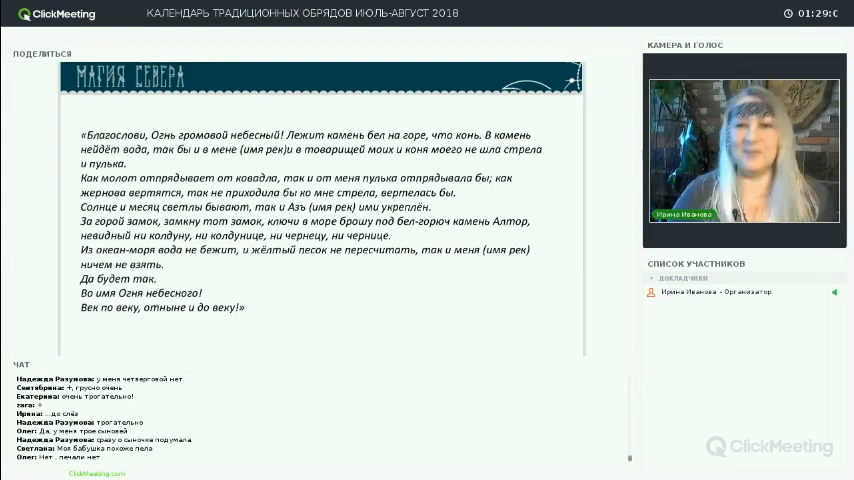 ClickMeeting
КАЛЕНДАРЬ ТРАДИЦИОННЫХ ОБРЯДОВ ИЮЛЬ-АВГУСТ 2018
01:29:0
ПОДЕЛИТЬСЯ
МАГИЯ СЕВЕРА
«Благослови, Огнь громовой небесный! Лежит камень бел на горе, что конь. В камень
нейдёт вода, так бы и в мене (имя рек)и в товарищей моих и коня моего не шла стрела
и пулька.
Как молот отпрядывает от ковадла, так и от меня пулька отпрядывала бы; как
жернова вертятся, так не приходила бы ко мне стрела, вертелась бы.
Солнце и месяц светлы бывают, так и Азъ (имя рек) ими укреплён.
За горой замок, замкну тот замок, ключи в море брошу под бел-горюч камень Алтор,
невидный ни колдуну, ни колдунице, ни чернецу, ни чернице.
Из океан-моря вода не бежит, и жёлтый песок не пересчитать, так и меня (имя рек)
ничем не взять.
Да будет так.
Во имя Огня небесного!
Век по веку, отныне и до веку!»
КАМЕРА И ГОЛОС
Ирина Иванова
СПИСОК УЧАСТНИКОВ
ДОКЛАДЧИКИ
Ирина Иванова - Организатор
ЧАТ
Надежда Разумова: у меня четверговой нет.
Сентябрина: +, грусно очень
Екатерина: очень трогательно!
zara: +
Ирина: ...до слёз
Надежда Разумова: трогательно
Олег: Да, у меня трое сыновей
Надежда Разумова: сразу о сыночке подумала.
Светлана: Моя бабушка похоже пела
Олег: Нет , печали нет
ClickMeeting.com
ClickMeeting